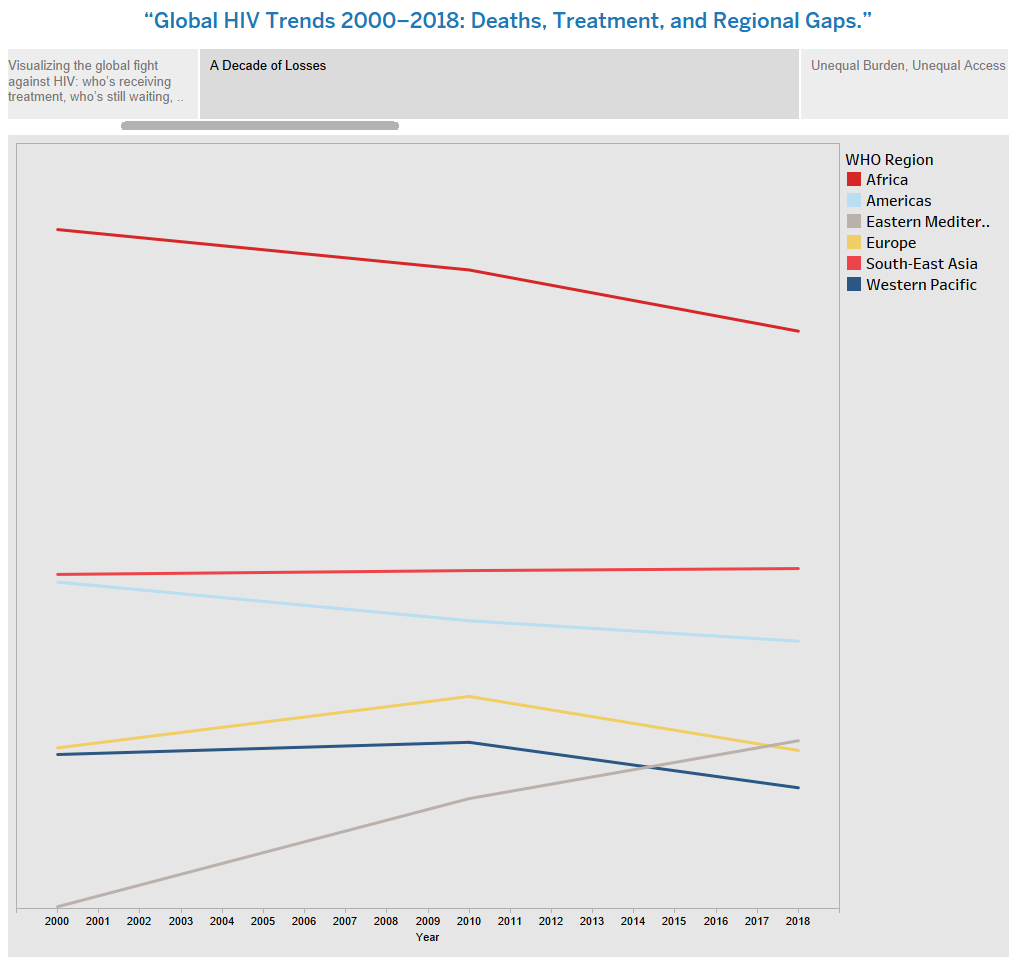 “Global HIV Trends 2000–2018: Deaths, Treatment, and Regional Gaps.”
Visualizing the global fight
against HIV: who's receiving
treatment, who's still waiting, ..
A Decade of Losses
Unequal Burden, Unequal Access
WHO Region
Africa
Americas
Eastern Mediter..
Europe
South-East Asia
Western Pacific
2000 2001 2002 2003 2004 2005 2006 2007 2008 2009 2010 2011 2012 2013 2014 2015 2016 2017 2018
Year